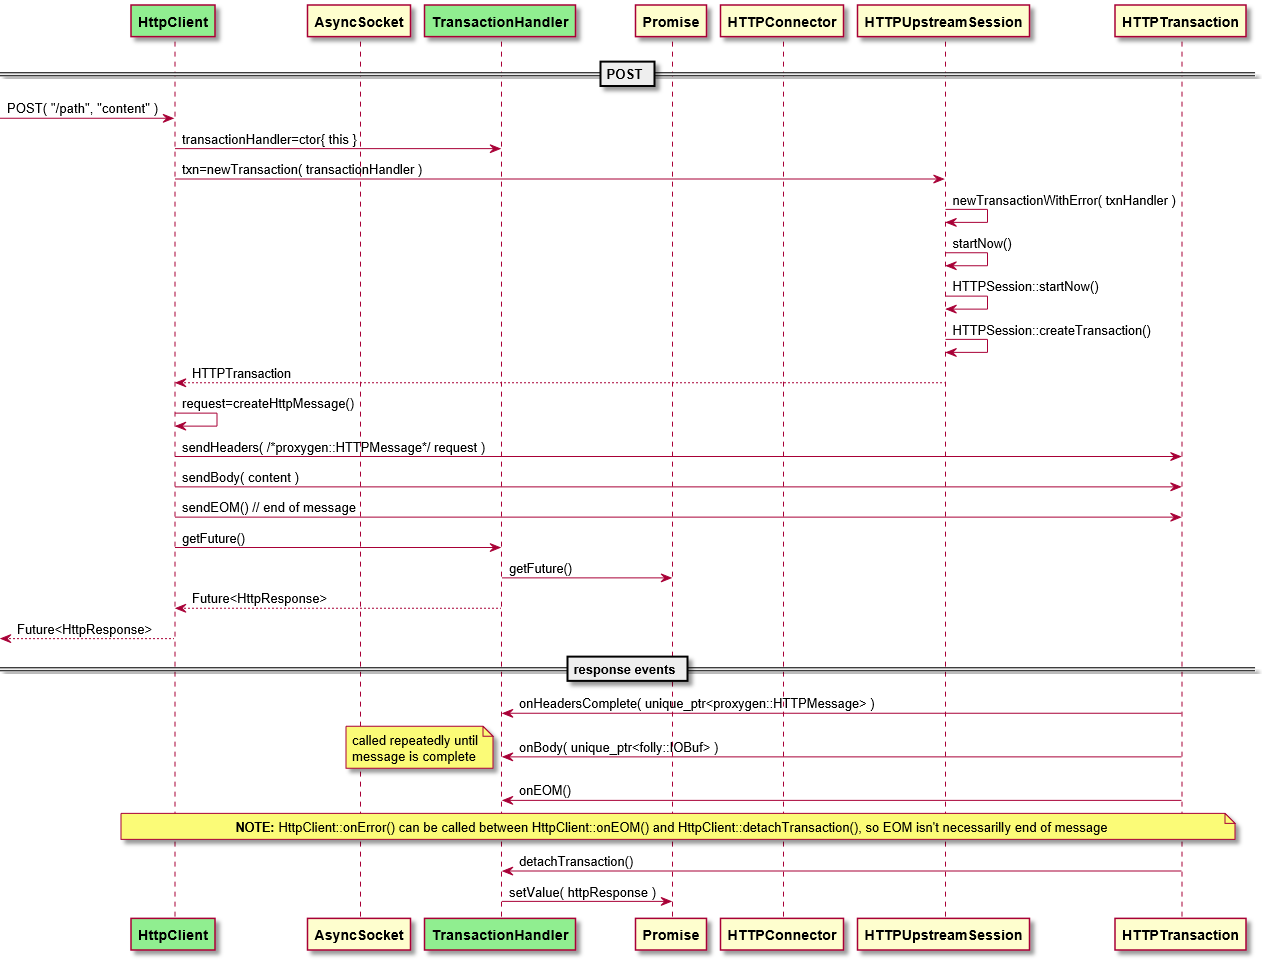 HttpClient
AsyncSocket
TransactionHandler
Promise
HTTPConnector
HTTPUpstreamSession
HTTPTransaction
POST
POST( "/path", "content" )
transactionHandler=ctor{ this }
txn=newTransaction( transactionHandler )
newTransactionWithError( txnHandler )
startNow()
HTTPSession::startNow()
HTTPSession::createTransaction()
HTTPTransaction
request=createHttpMessage()
sendHeaders( /*proxygen::HTTPMessage*/ request )
sendBody( content )
sendEOM() // end of message
getFuture()
getFuture()
Future<HttpResponse>
Future<HttpResponse>
response events
onHeadersComplete( unique_ptr<proxygen::HTTPMessage> )
called repeatedly until
message is complete
onBody( unique_ptr<folly::IOBuf> )
onEOM()
NOTE: HttpClient::onError() can be called between HttpClient::onEOM() and HttpClient::detachTransaction(), so EOM isn't necessarilly end of message
detachTransaction()
setValue( httpResponse )
HttpClient
AsyncSocket
TransactionHandler
Promise
HTTPConnector
HTTPUpstreamSession
HTTPTransaction